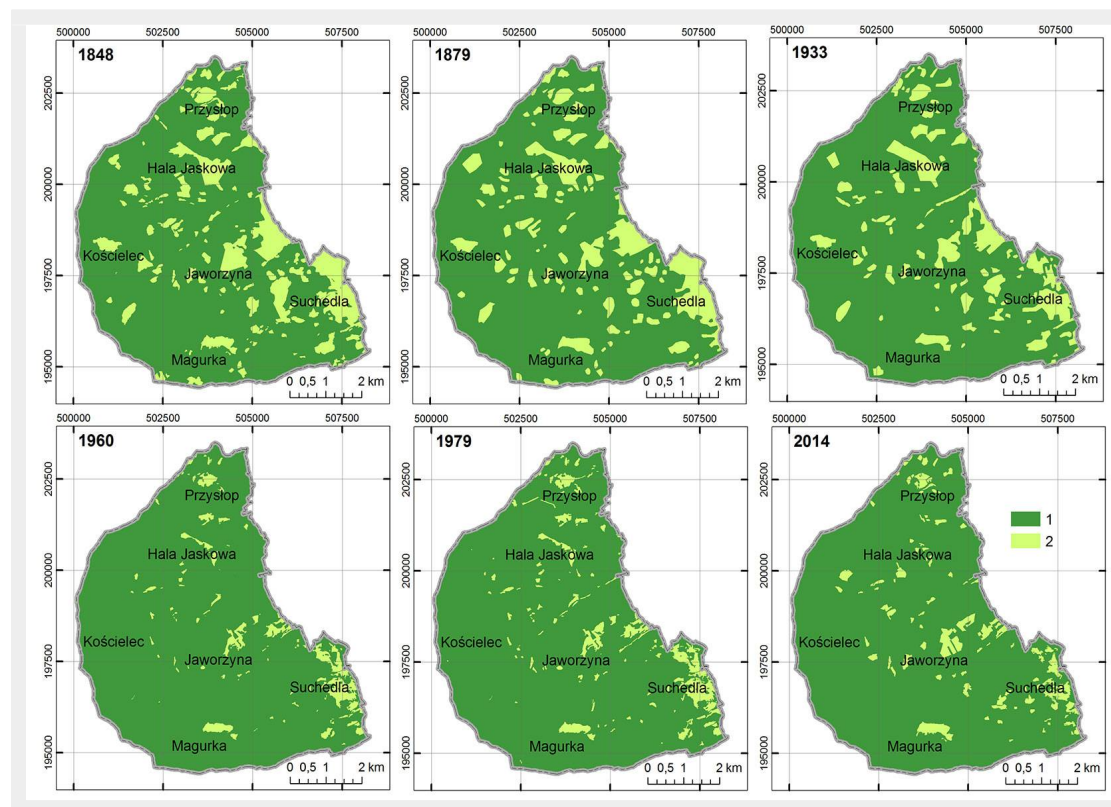 500000 502500 505000 507500
1848
202500
200000
197500
195000
Przysłop
Hala Jaskowa
Kościelec
Jaworzyna
Suchedla
Magurka
0 0,5 1 2 km
500000 502500 505000 507500
1879
202500
200000
197500
195000
Przysłop
Hala Jaskowa
Kościelec
Jaworzyna
Suchedla
Magurka
0 0,5 1 2 km
500000 502500 505000 507500
1933
202500
200000
197500
195000
Przysłop
Hala Jaskowa
Kościelec
Jaworzyna
Suchedla
Magurka
0 0,5 1 2 km
500000 502500 505000 507500
1960
202500
200000
197500
195000
Przysłop
Hala Jaskowa
Kościelec
Jaworzyna
Suchedla
Magurka
0 0,5 1 2 km
500000 502500 505000 507500
1979
202500
200000
197500
195000
Przysłop
Hala Jaskowa
Kościelec
Jaworzyna
Suchedla
Magurka
0 0,5 1 2 km
500000 502500 505000 507500
2014
202500
200000
197500
195000
Przysłop
1
2
Hala Jaskowa
Kościelec
Jaworzyna
Suchedla
Magurka
0 0,5 1 2 km